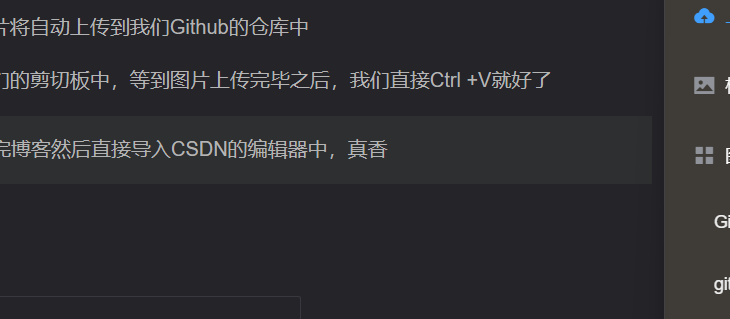 片将自动上传到我们Github的仓库中
们的剪切板中，等到图片上传完毕之后，我们直接Ctrl +V就好了
完博客然后直接导入CSDN的编辑器中，真香
Gi
git